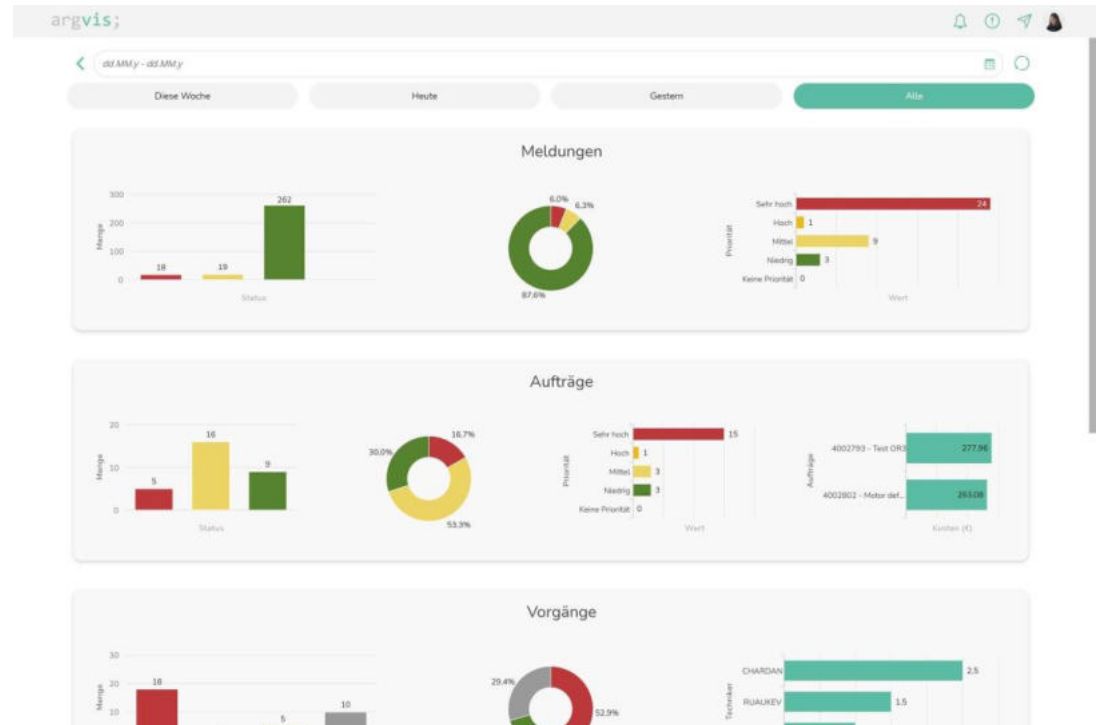 argvis;
dd.MM.y - dd.MM.y
Diese Woche Heute Gestern Alle
Meldungen
300
200
100
0
Menge
18 19 262
Status
6.0% 6.3%
87.6%
Priorität
Sehr hoch 24
Hoch 1
Mittel 9
Niedrig 3
Keine Priorität 0
Wert
Aufträge
20
10
0
Menge
5 16 9
Status
30.0% 16.7%
53.3%
Priorität
Sehr hoch 15
Hoch 1
Mittel 3
Niedrig 3
Keine Priorität 0
Wert
Aufträge
4002793 - Test OR3 277.96
4002802 - Motor def... 263.08
Kosten (€)
Vorgänge
30
20
10
Menge
18 5 10
29.4%
52.9%
Techniker
CHARDAN 2.5
RUAUKEV 1.5